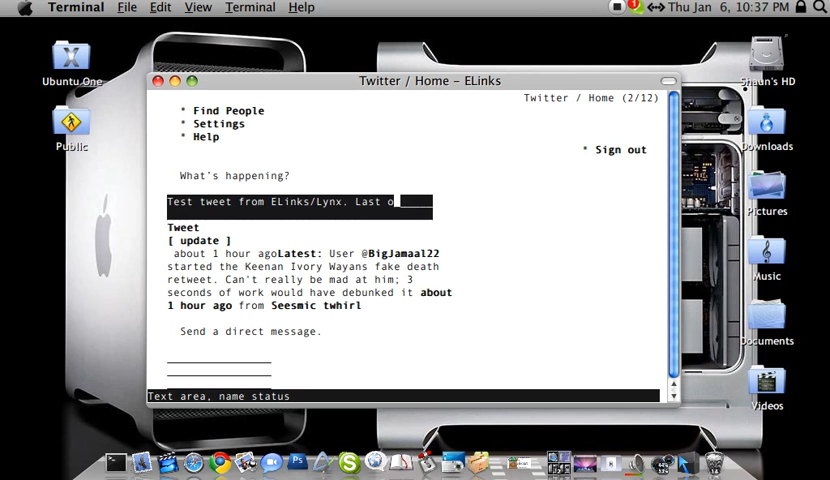 Terminal File Edit View Terminal Help
1 Thu Jan 6, 10:37 PM
Twitter / Home – ELinks
Twitter / Home (2/12)
* Find People
* Settings
* Help
* Sign out
What's happening?
Test tweet from ELinks/Lynx. Last o
Tweet
[ update ]
about 1 hour agoLatest: User @BigJamaal22
started the Keenan Ivory Wayans fake death
retweet. Can't really be mad at him; 3
seconds of work would have debunked it about
1 hour ago from Seesmic twhirl
Send a direct message.
Text area, name status
Ubuntu One
Public
Shaun's HD
Downloads
Pictures
Music
Documents
Videos